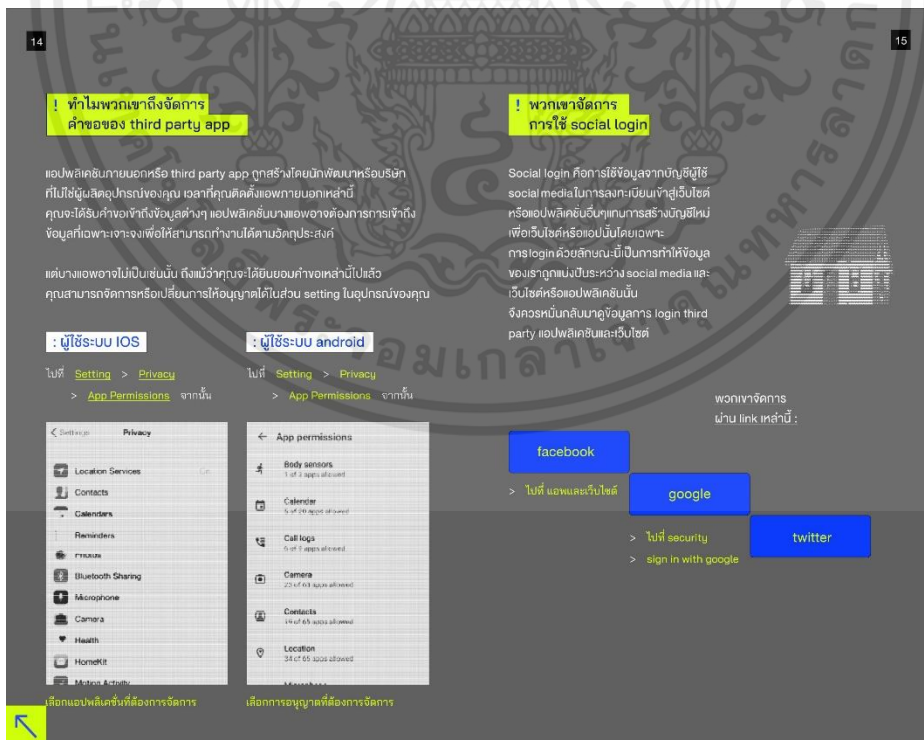 14
! ทำไมพวกเขาถึงจัดการ
คำขอของ third party app
แอปพลิเคชันภายนอกหรือ third party app ถูกสร้างโดยนักพัฒนาหรือบริษัท
ที่ไม่ใช่ผู้ผลิตอุปกรณ์ของคุณ เวลาที่คุณติดตั้งแอพภายนอกเหล่านี้
คุณจะได้รับคำขอเข้าถึงข้อมูลต่างๆ แอปพลิเคชั่นบางแอพอาจต้องการการเข้าถึง
ข้อมูลที่เฉพาะเจาะจงเพื่อให้สามารถทำงานได้ตามวัตถุประสงค์
แต่บางแอพอาจไม่เป็นเช่นนั้น ถึงแม้ว่าคุณจะได้ยินยอมคำขอเหล่านี้ไปแล้ว
คุณสามารถจัดการหรือเปลี่ยนการให้อนุญาตได้ในส่วน setting ในอุปกรณ์ของคุณ
: ผู้ใช้ระบบ IOS
ไปที่ Setting > Privacy
> App Permissions จากนั้น
Settings Privacy
Location Services On
Contacts
Calendars
Reminders
Photos
Bluetooth Sharing
Microphone
Camera
Health
HomeKit
Motion Activity
เลือกแอปพลิเคชั่นที่ต้องการจัดการ
: ผู้ใช้ระบบ android
ไปที่ Setting > Privacy
> App Permissions จากนั้น
← App permissions
Body sensors
Calendar
5 of 20 apps allowed
Call logs
Camera
23 of 63 apps allowed
Contacts
19 of 65 apps allowed
Location
34 of 65 apps allowed
เลือกการอนุญาตที่ต้องการจัดการ
15
! พวกเขาจัดการ
การใช้ social login
Social login คือการใช้ข้อมูลจากบัญชีผู้ใช้
social media ในการลงทะเบียนเข้าสู่เว็บไซต์
หรือแอปพลิเคชั่นอื่นๆแทนการสร้างบัญชีใหม่
เพื่อเว็บไซต์หรือแอปนั้นโดยเฉพาะ
การlogin ด้วยลักษณะนี้เป็นการทำให้ข้อมูล
ของเราถูกแบ่งปันระหว่าง social media และ
เว็บไซต์หรือแอปพลิเคชันนั้น
จึงควรหมั่นกลับมาดูข้อมูลการ login third
party แอปพลิเคชันและเว็บไซต์
พวกเขาจัดการ
ผ่าน link เหล่านี้ :
facebook
> ไปที่ แอพและเว็บไซต์
google
> ไปที่ security
> sign in with google
twitter